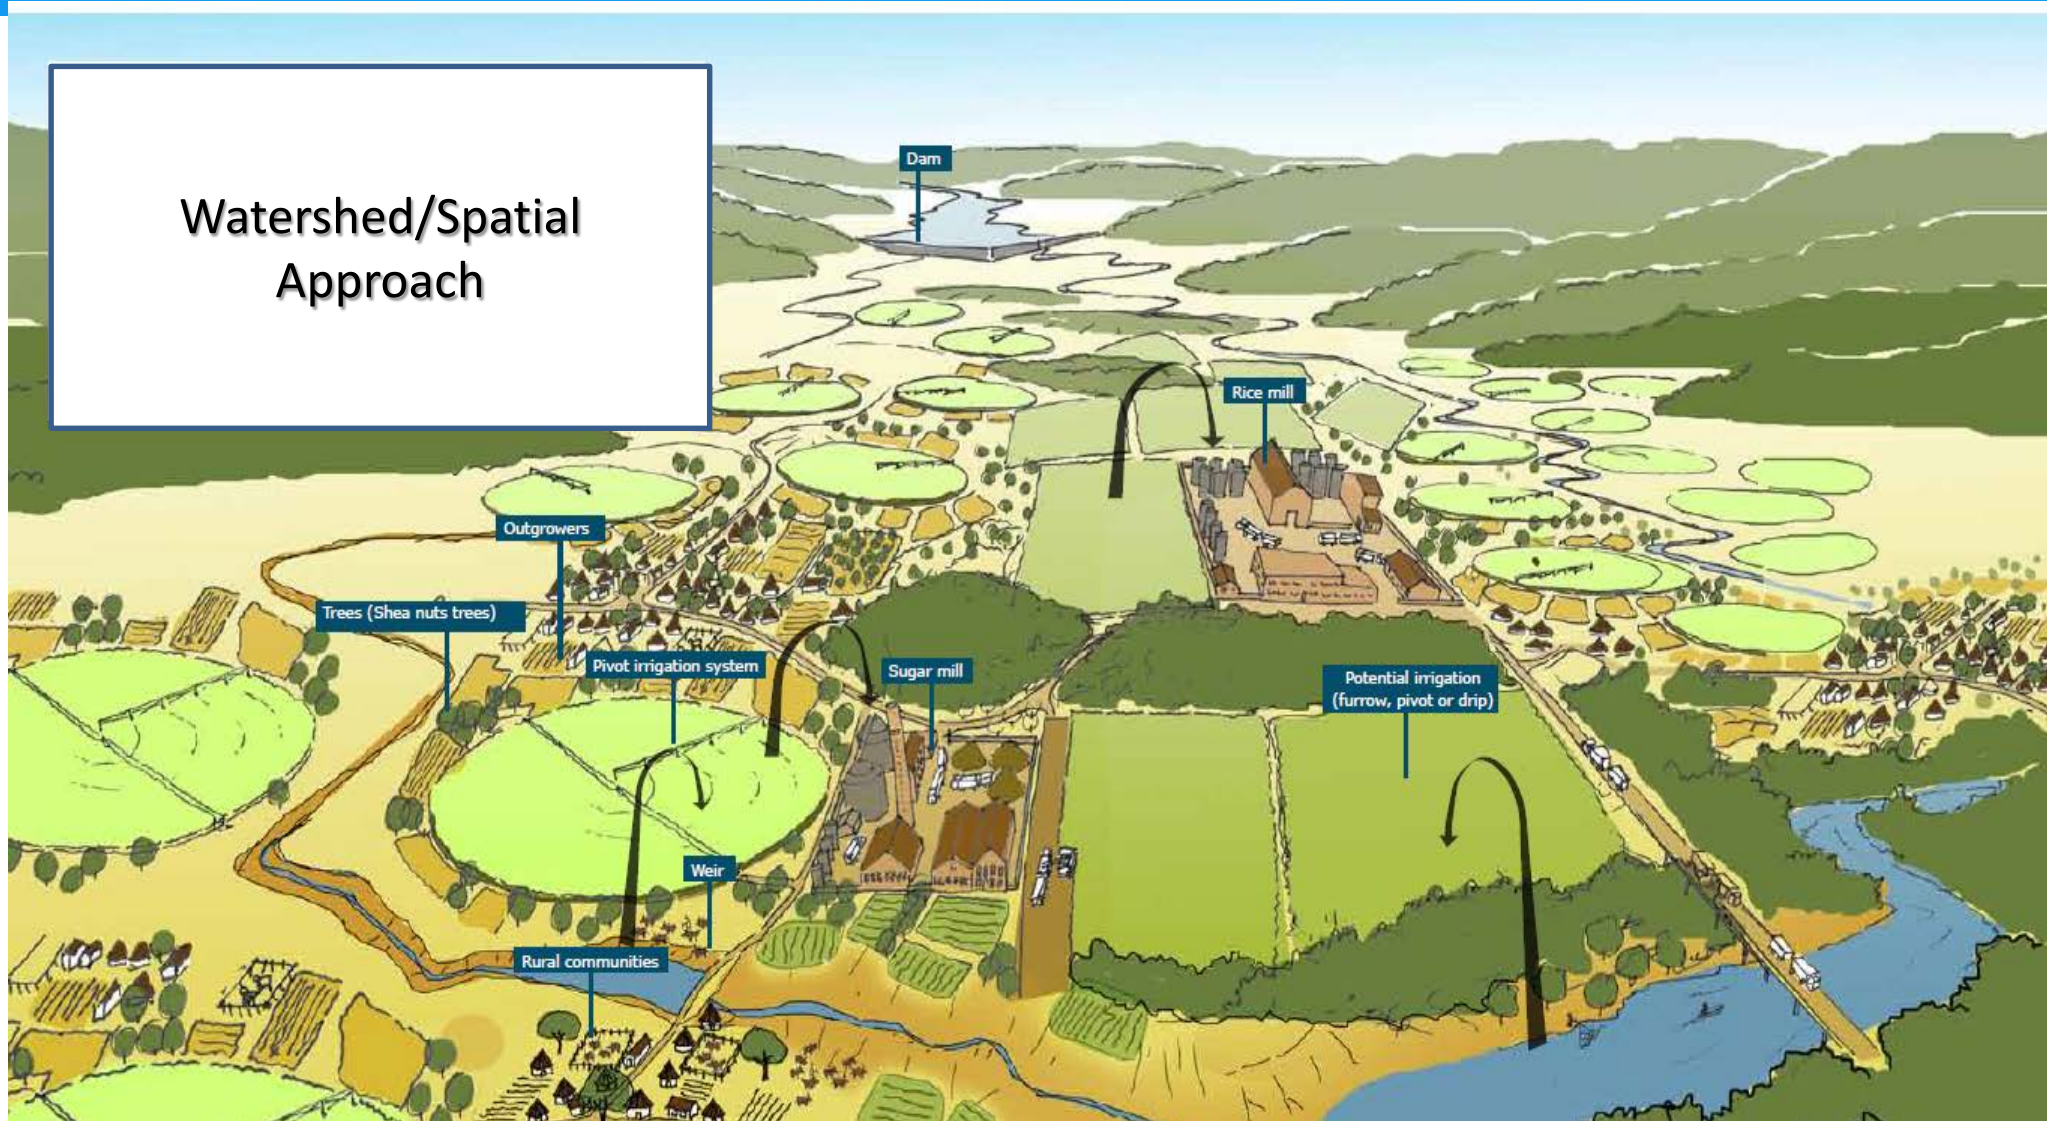 Watershed/Spatial
Approach
Dam
Rice mill
Outgrowers
Trees (Shea nuts trees)
Pivot irrigation system
Sugar mill
Potential irrigation
(furrow, pivot or drip)
Weir
Rural communities